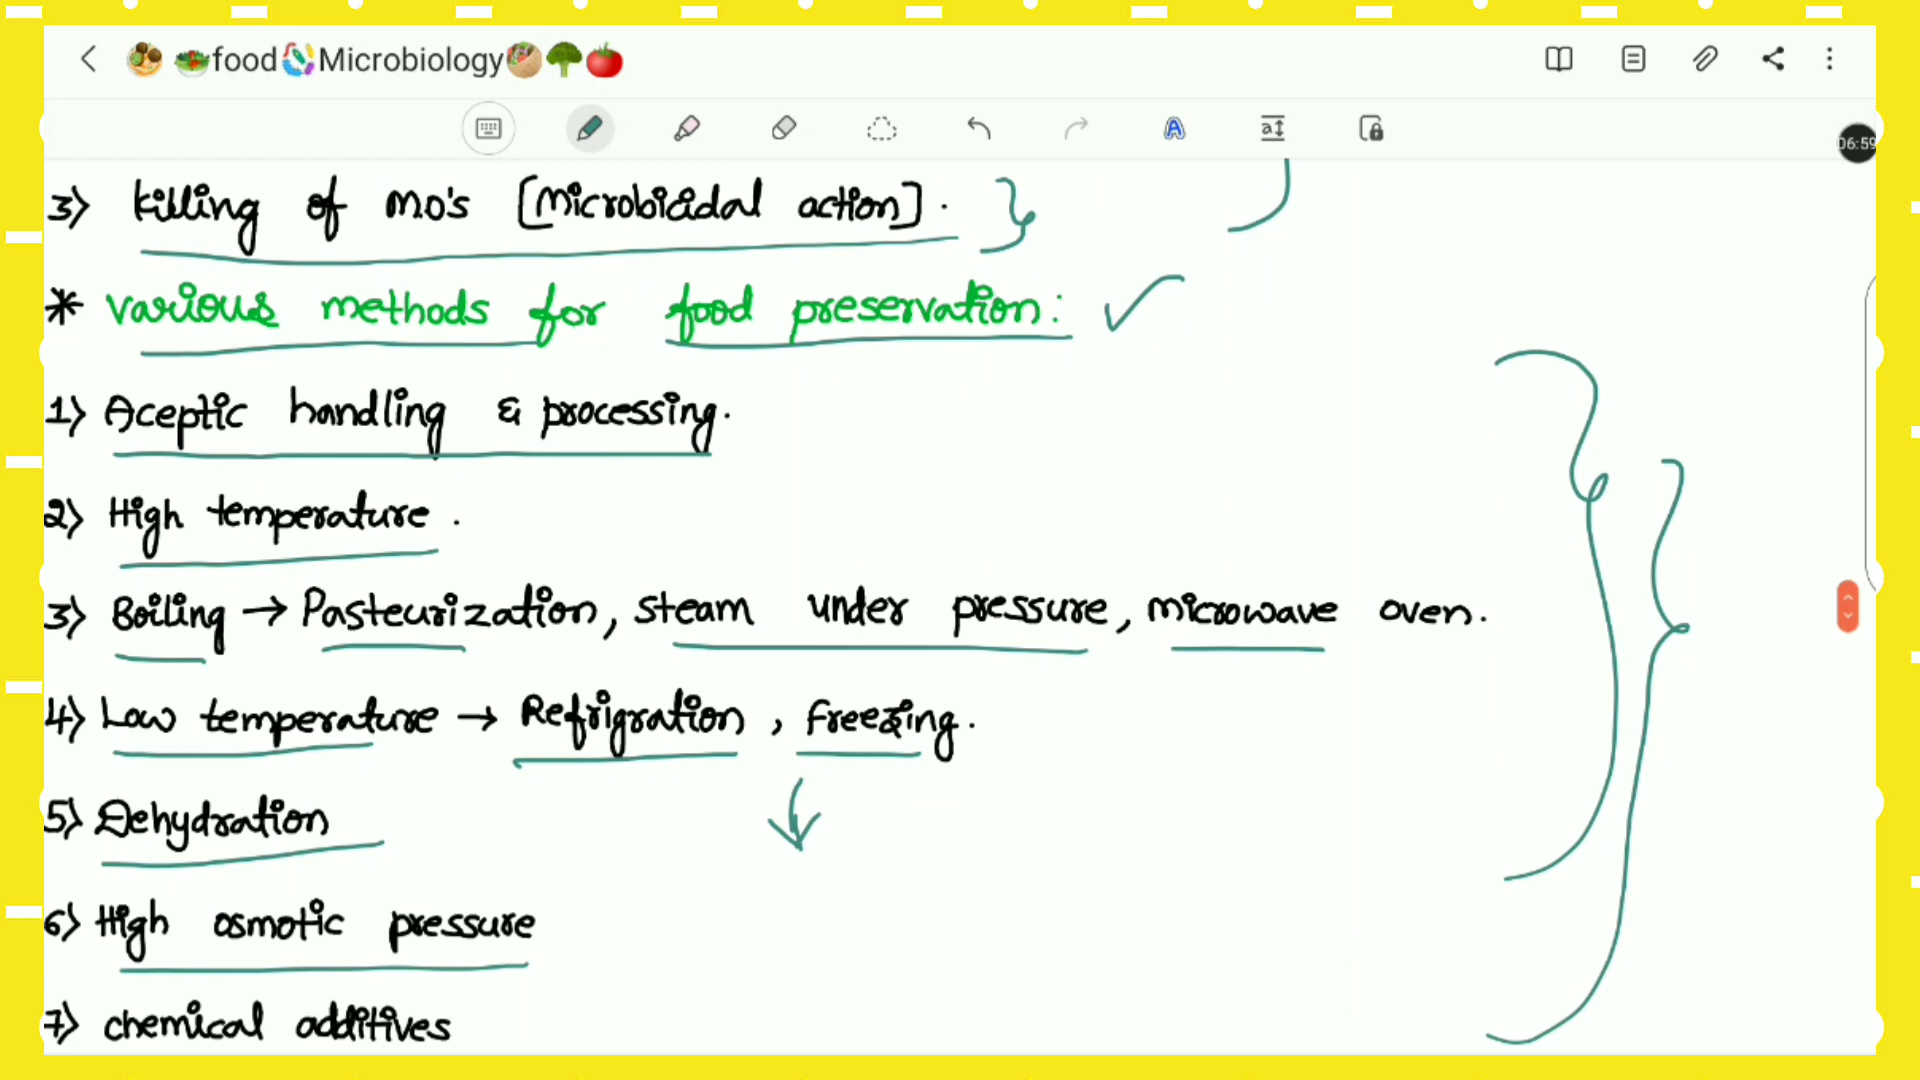 food Microbiology
06:59
3) killing of m.o's [Microbicidal action].
* various methods for food preservation:
1) Aceptic handling & processing.
2) High temperature.
3) Boiling → Pasteurization, steam under pressure, microwave oven.
4) Low temperature → Refrigration, freezing.
5) Dehydration
6) High osmotic pressure
7) chemical additives